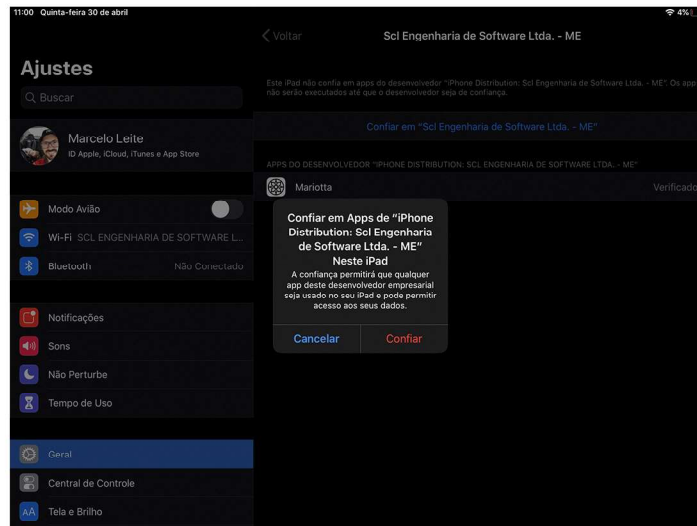 11:00 Quinta-feira 30 de abril
4%
Voltar
Scl Engenharia de Software Ltda. - ME
Ajustes
Buscar
Este iPad não confia em apps do desenvolvedor "iPhone Distribution: Scl Engenharia de Software Ltda. - ME". Os app
não serão executados até que o desenvolvedor seja de confiança.
Marcelo Leite
ID Apple, iCloud, iTunes e App Store
Confiar em "Scl Engenharia de Software Ltda. - ME"
APPS DO DESENVOLVEDOR "IPHONE DISTRIBUTION: SCL ENGENHARIA DE SOFTWARE LTDA. - ME"
Mariotta
Verificado
Modo Avião
Wi-Fi SCL ENGENHARIA DE SOFTWARE L...
Bluetooth Não Conectado
Confiar em Apps de "iPhone
Distribution: Scl Engenharia
de Software Ltda. - ME"
Neste iPad
A confiança permitirá que qualquer
app deste desenvolvedor empresarial
seja usado no seu iPad e pode permitir
acesso aos seus dados.
Cancelar
Confiar
Notificações
Sons
Não Perturbe
Tempo de Uso
Geral
Central de Controle
AA Tela e Brilho